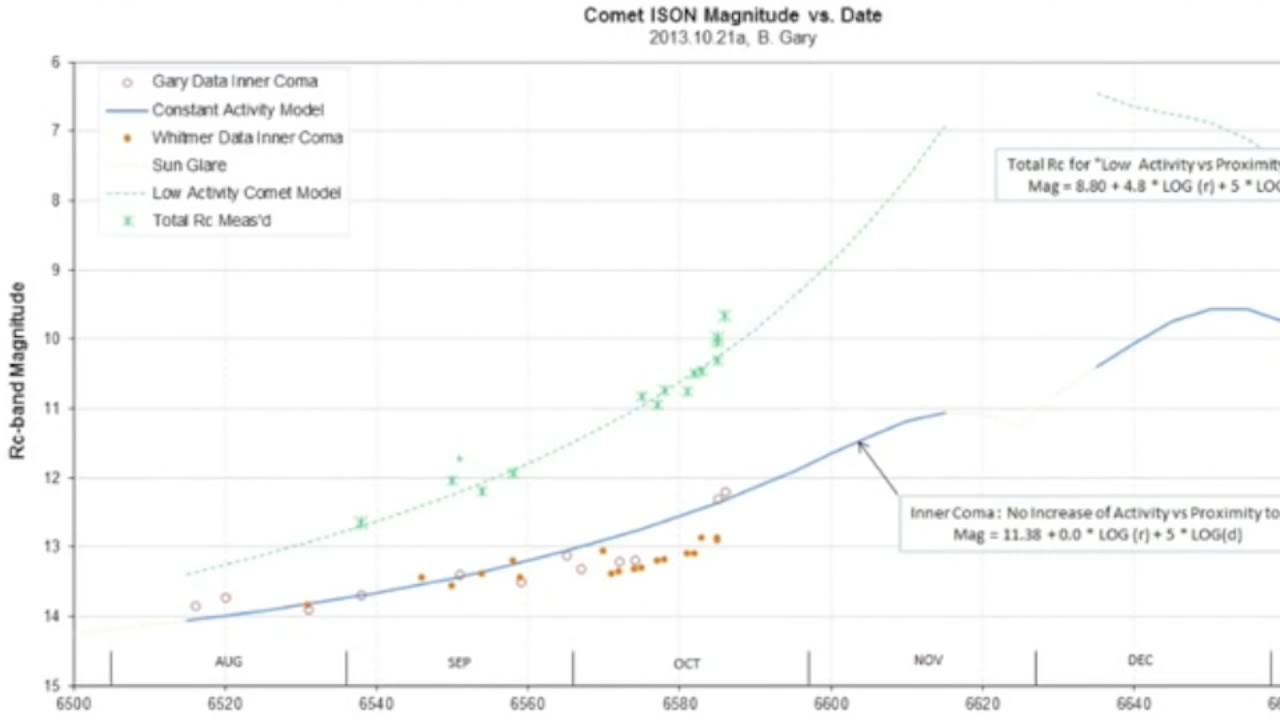 Comet ISON Magnitude vs. Date
2013.10.21a, B. Gary
Gary Data Inner Coma
Constant Activity Model
Whitmer Data Inner Coma
Sun Glare
Low Activity Comet Model
Total Rc Meas'd
Rc-band Magnitude
6
7
8
9
10
11
12
13
14
15
Total Rc for "Low Activity vs Proximity
Mag = 8.80 + 4.8 * LOG (r) + 5 * LOG
Inner Coma: No Increase of Activity vs Proximity to
Mag = 11.38 + 0.0 * LOG (r) + 5 * LOG(d)
AUG SEP OCT NOV DEC
6500 6520 6540 6560 6580 6600 6620 6640